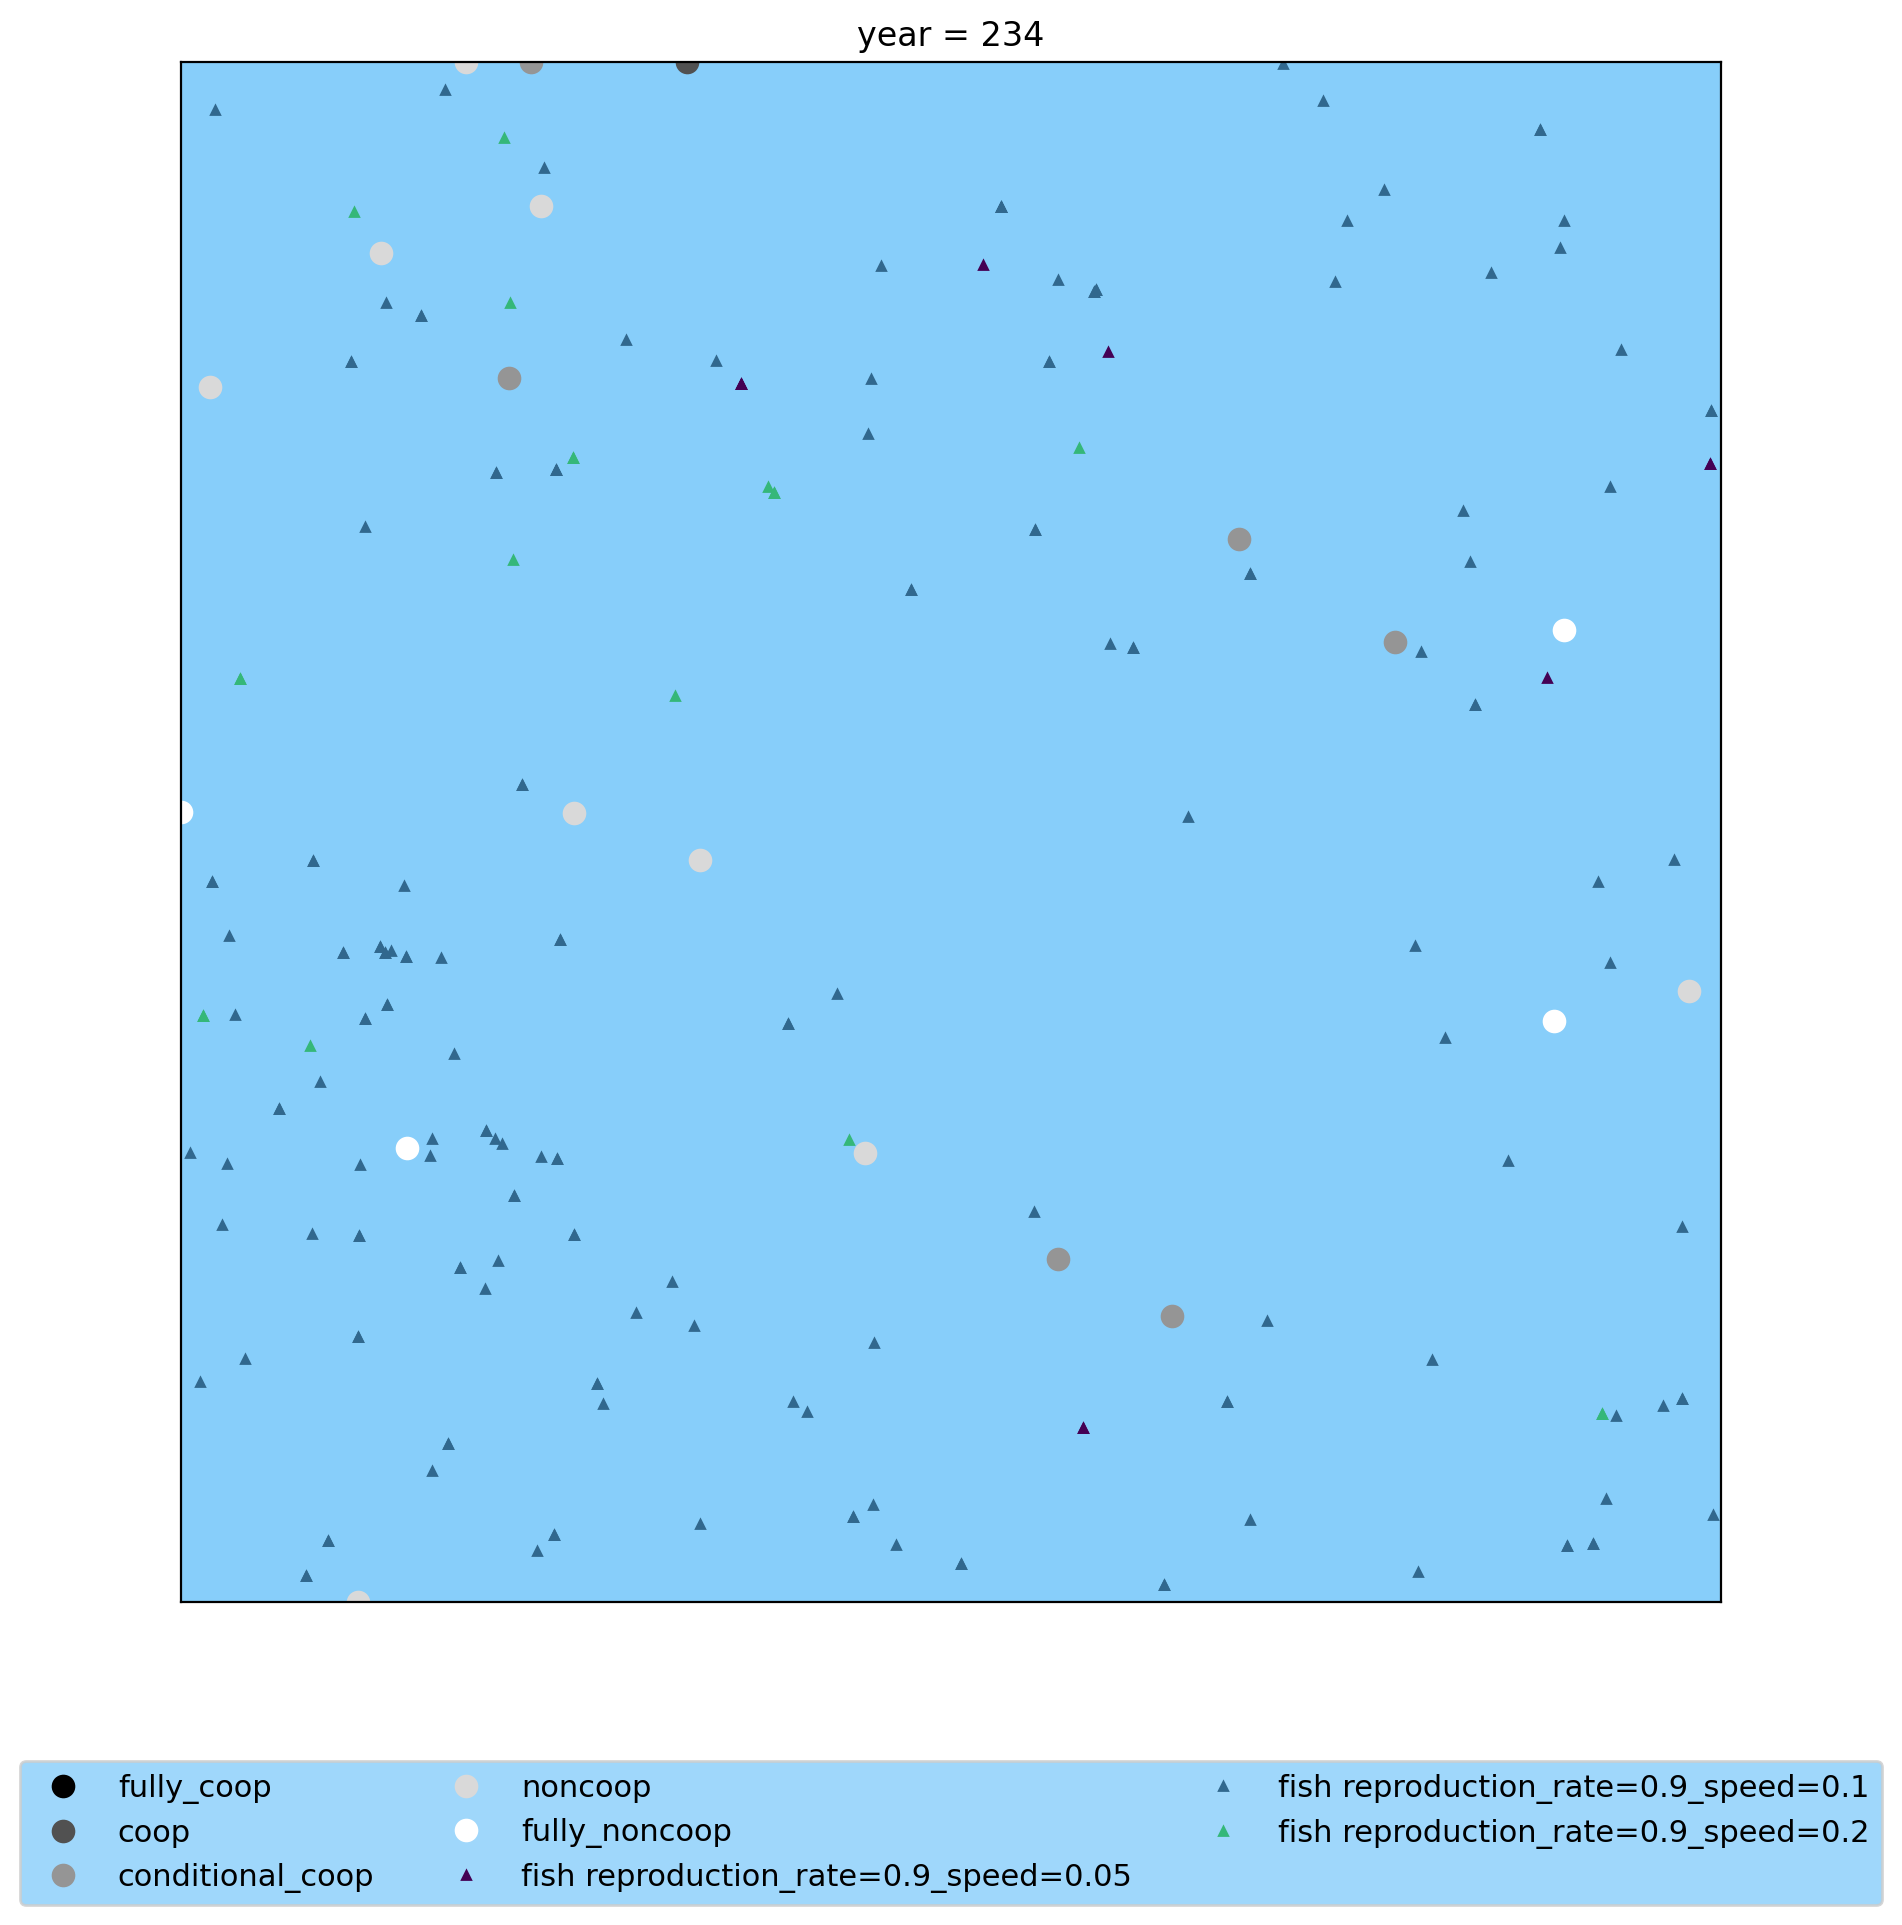 year = 234
fully_coop
coop
conditional_coop
noncoop
fully_noncoop
fish reproduction_rate=0.9_speed=0.05
fish reproduction_rate=0.9_speed=0.1
fish reproduction_rate=0.9_speed=0.2